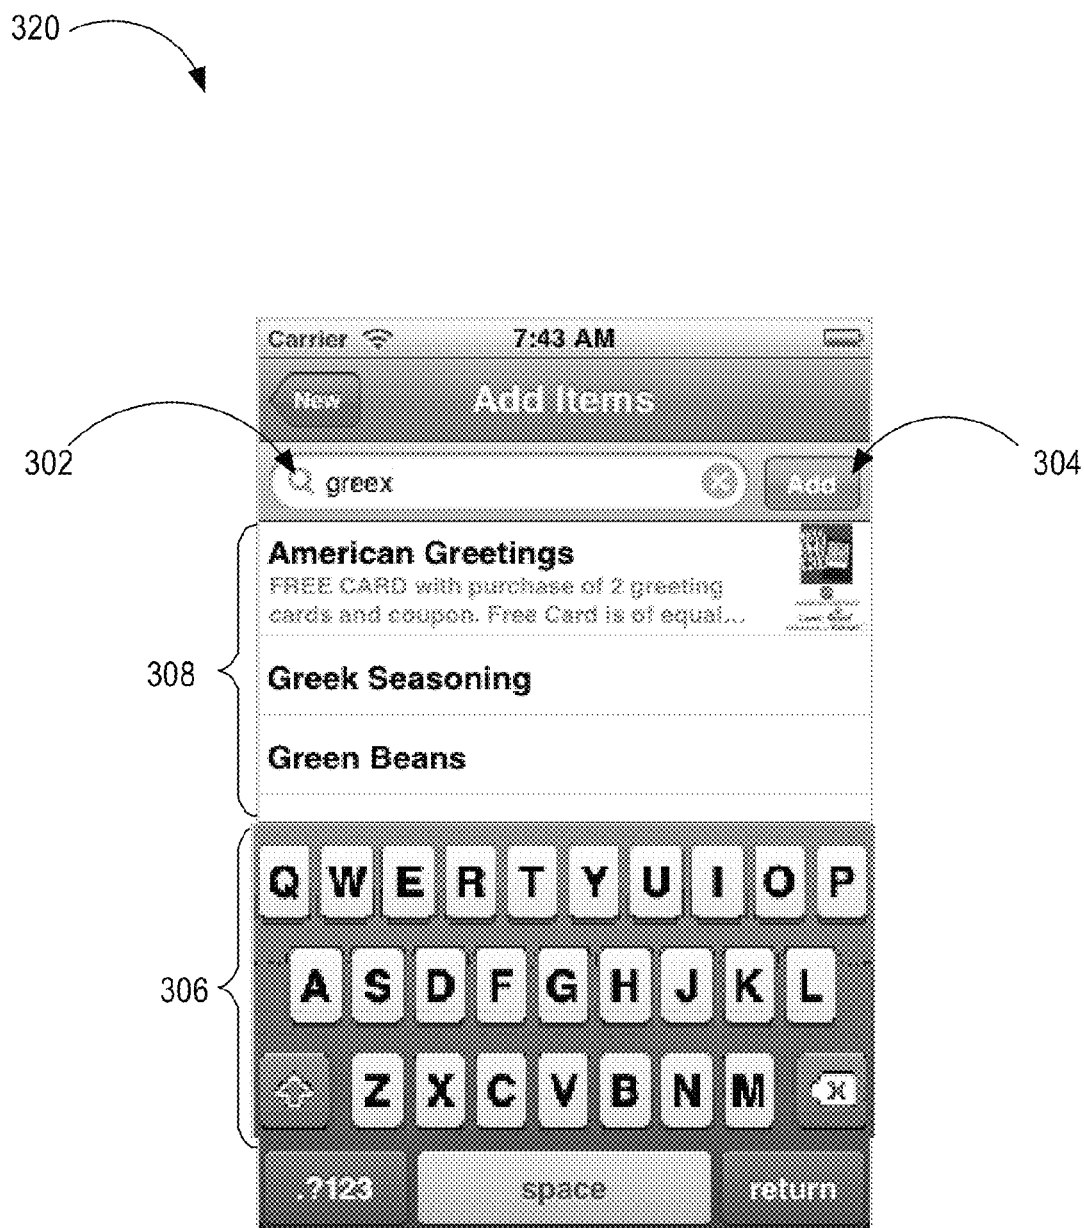 320
Carrier 7:43 AM
New Add Items
302
304
greex Add
American Greetings
FREE CARD with purchase of 2 greeting
cards and coupon. Free Card is of equal...
308
Greek Seasoning
Green Beans
Q W E R T Y U I O P
306
A S D F G H J K L
Z X C V B N M
.?123 space return